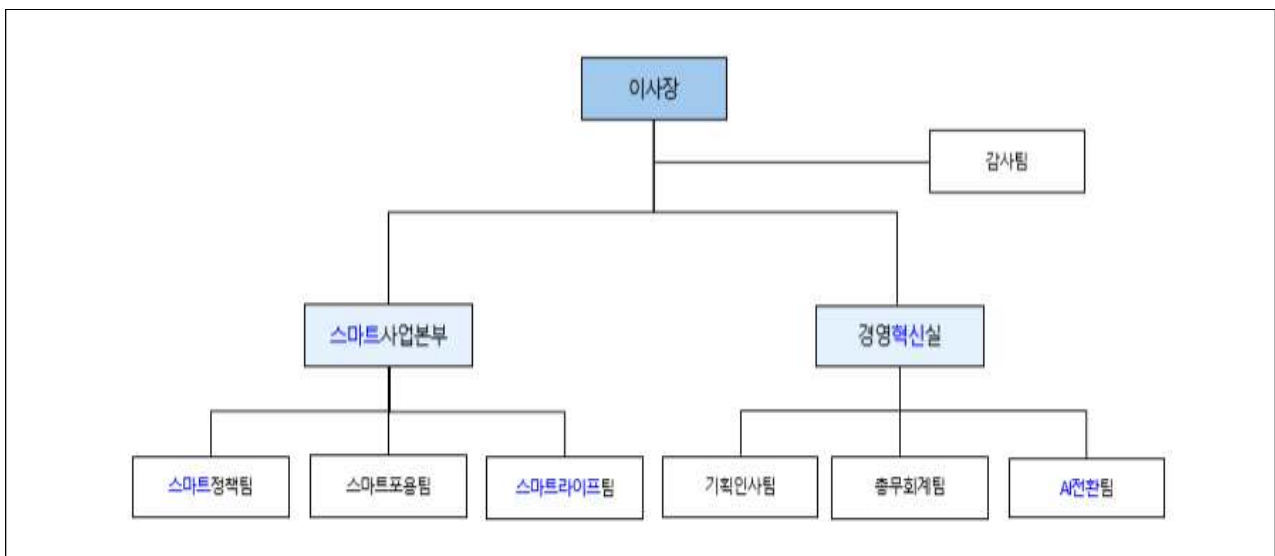 이사장
감사팀
스마트사업본부
경영혁신실
스마트정책팀
스마트포용팀
스마트라이프팀
기획인사팀
총무회계팀
AI전환팀